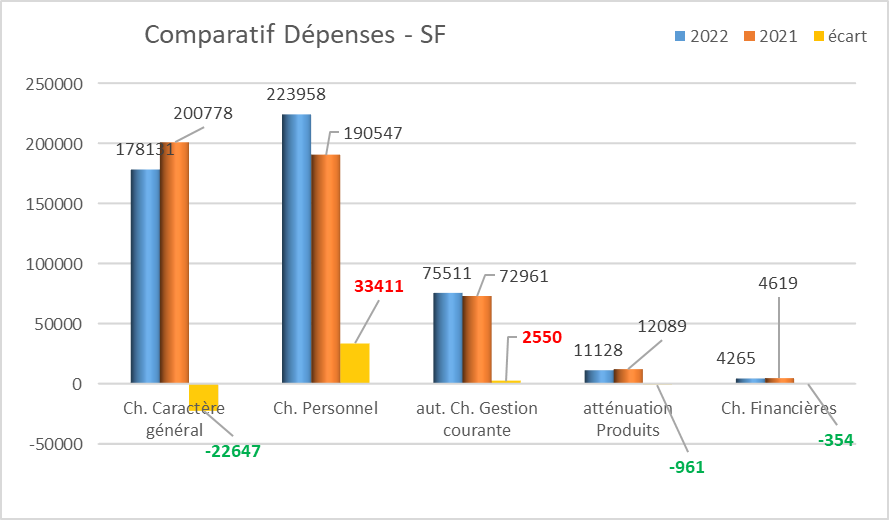 Comparatif Dépenses - SF
2022 2021 écart
250000
200000
150000
100000
50000
0
-50000
178131
200778
-22647
223958
190547
33411
75511
72961
2550
11128
12089
-961
4265
4619
-354
Ch. Caractère
général
Ch. Personnel
aut. Ch. Gestion
courante
atténuation
Produits
Ch. Financières